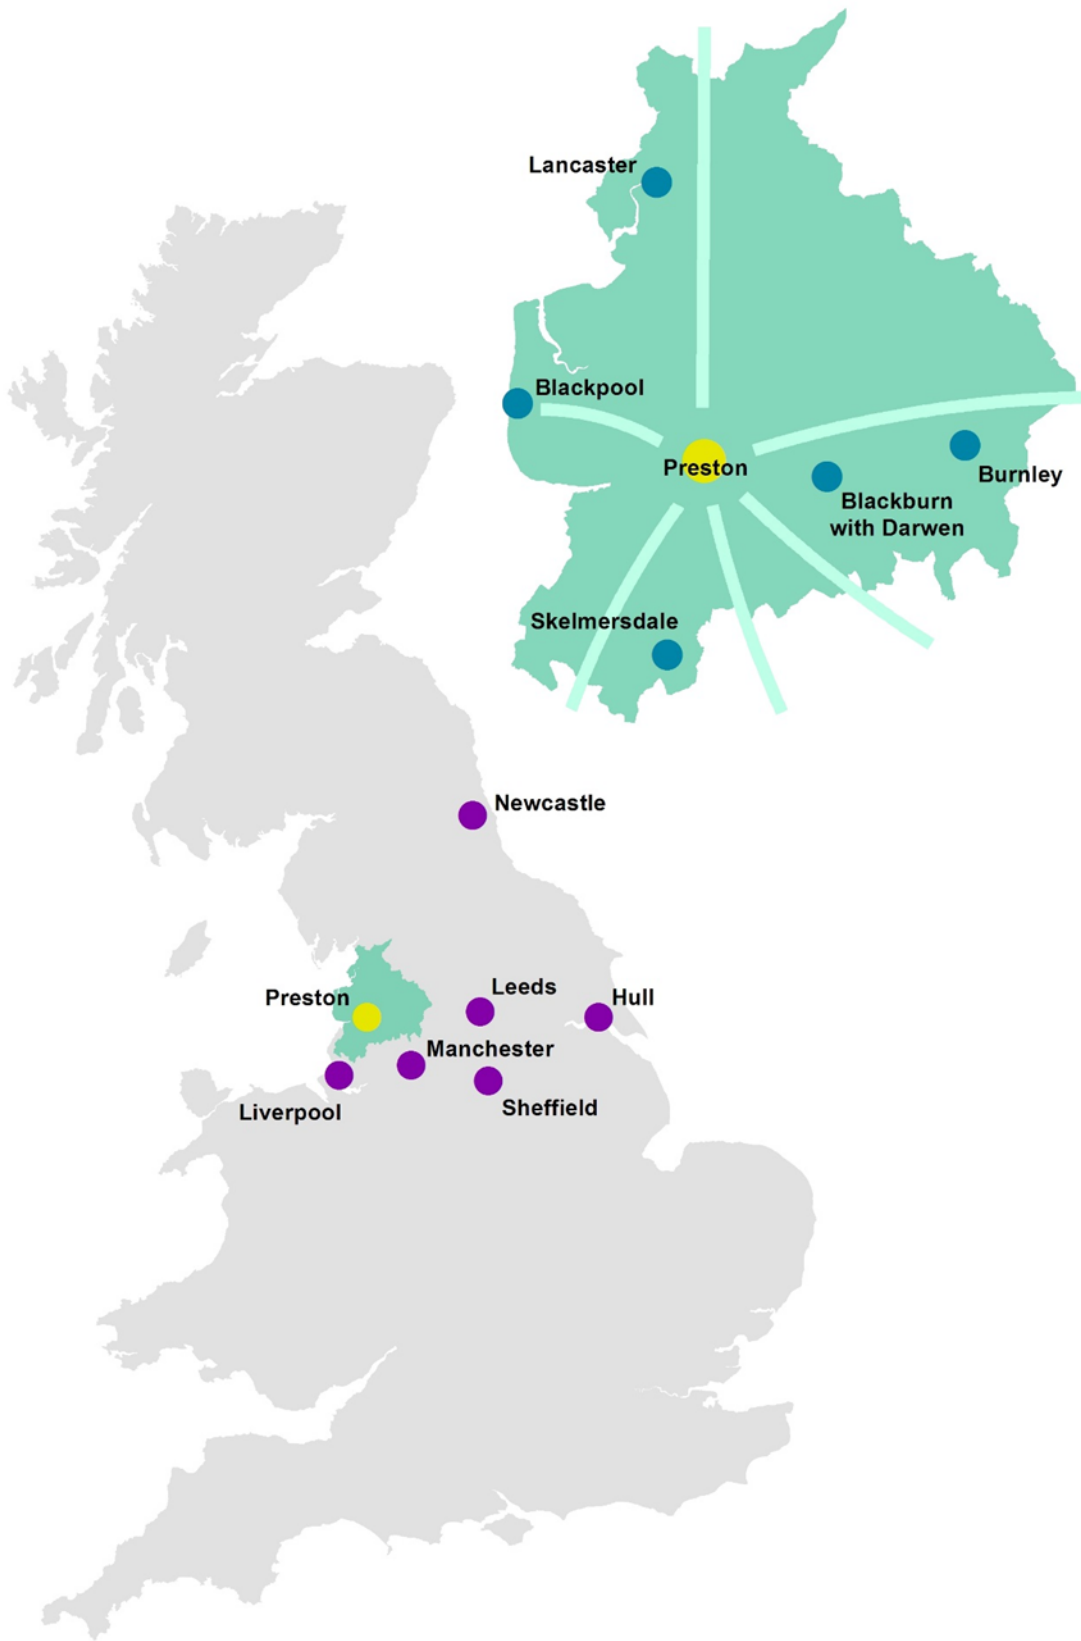 Lancaster
Blackpool
Preston
Burnley
Blackburn
with Darwen
Skelmersdale
Newcastle
Leeds
Hull
Preston
Manchester
Liverpool
Sheffield